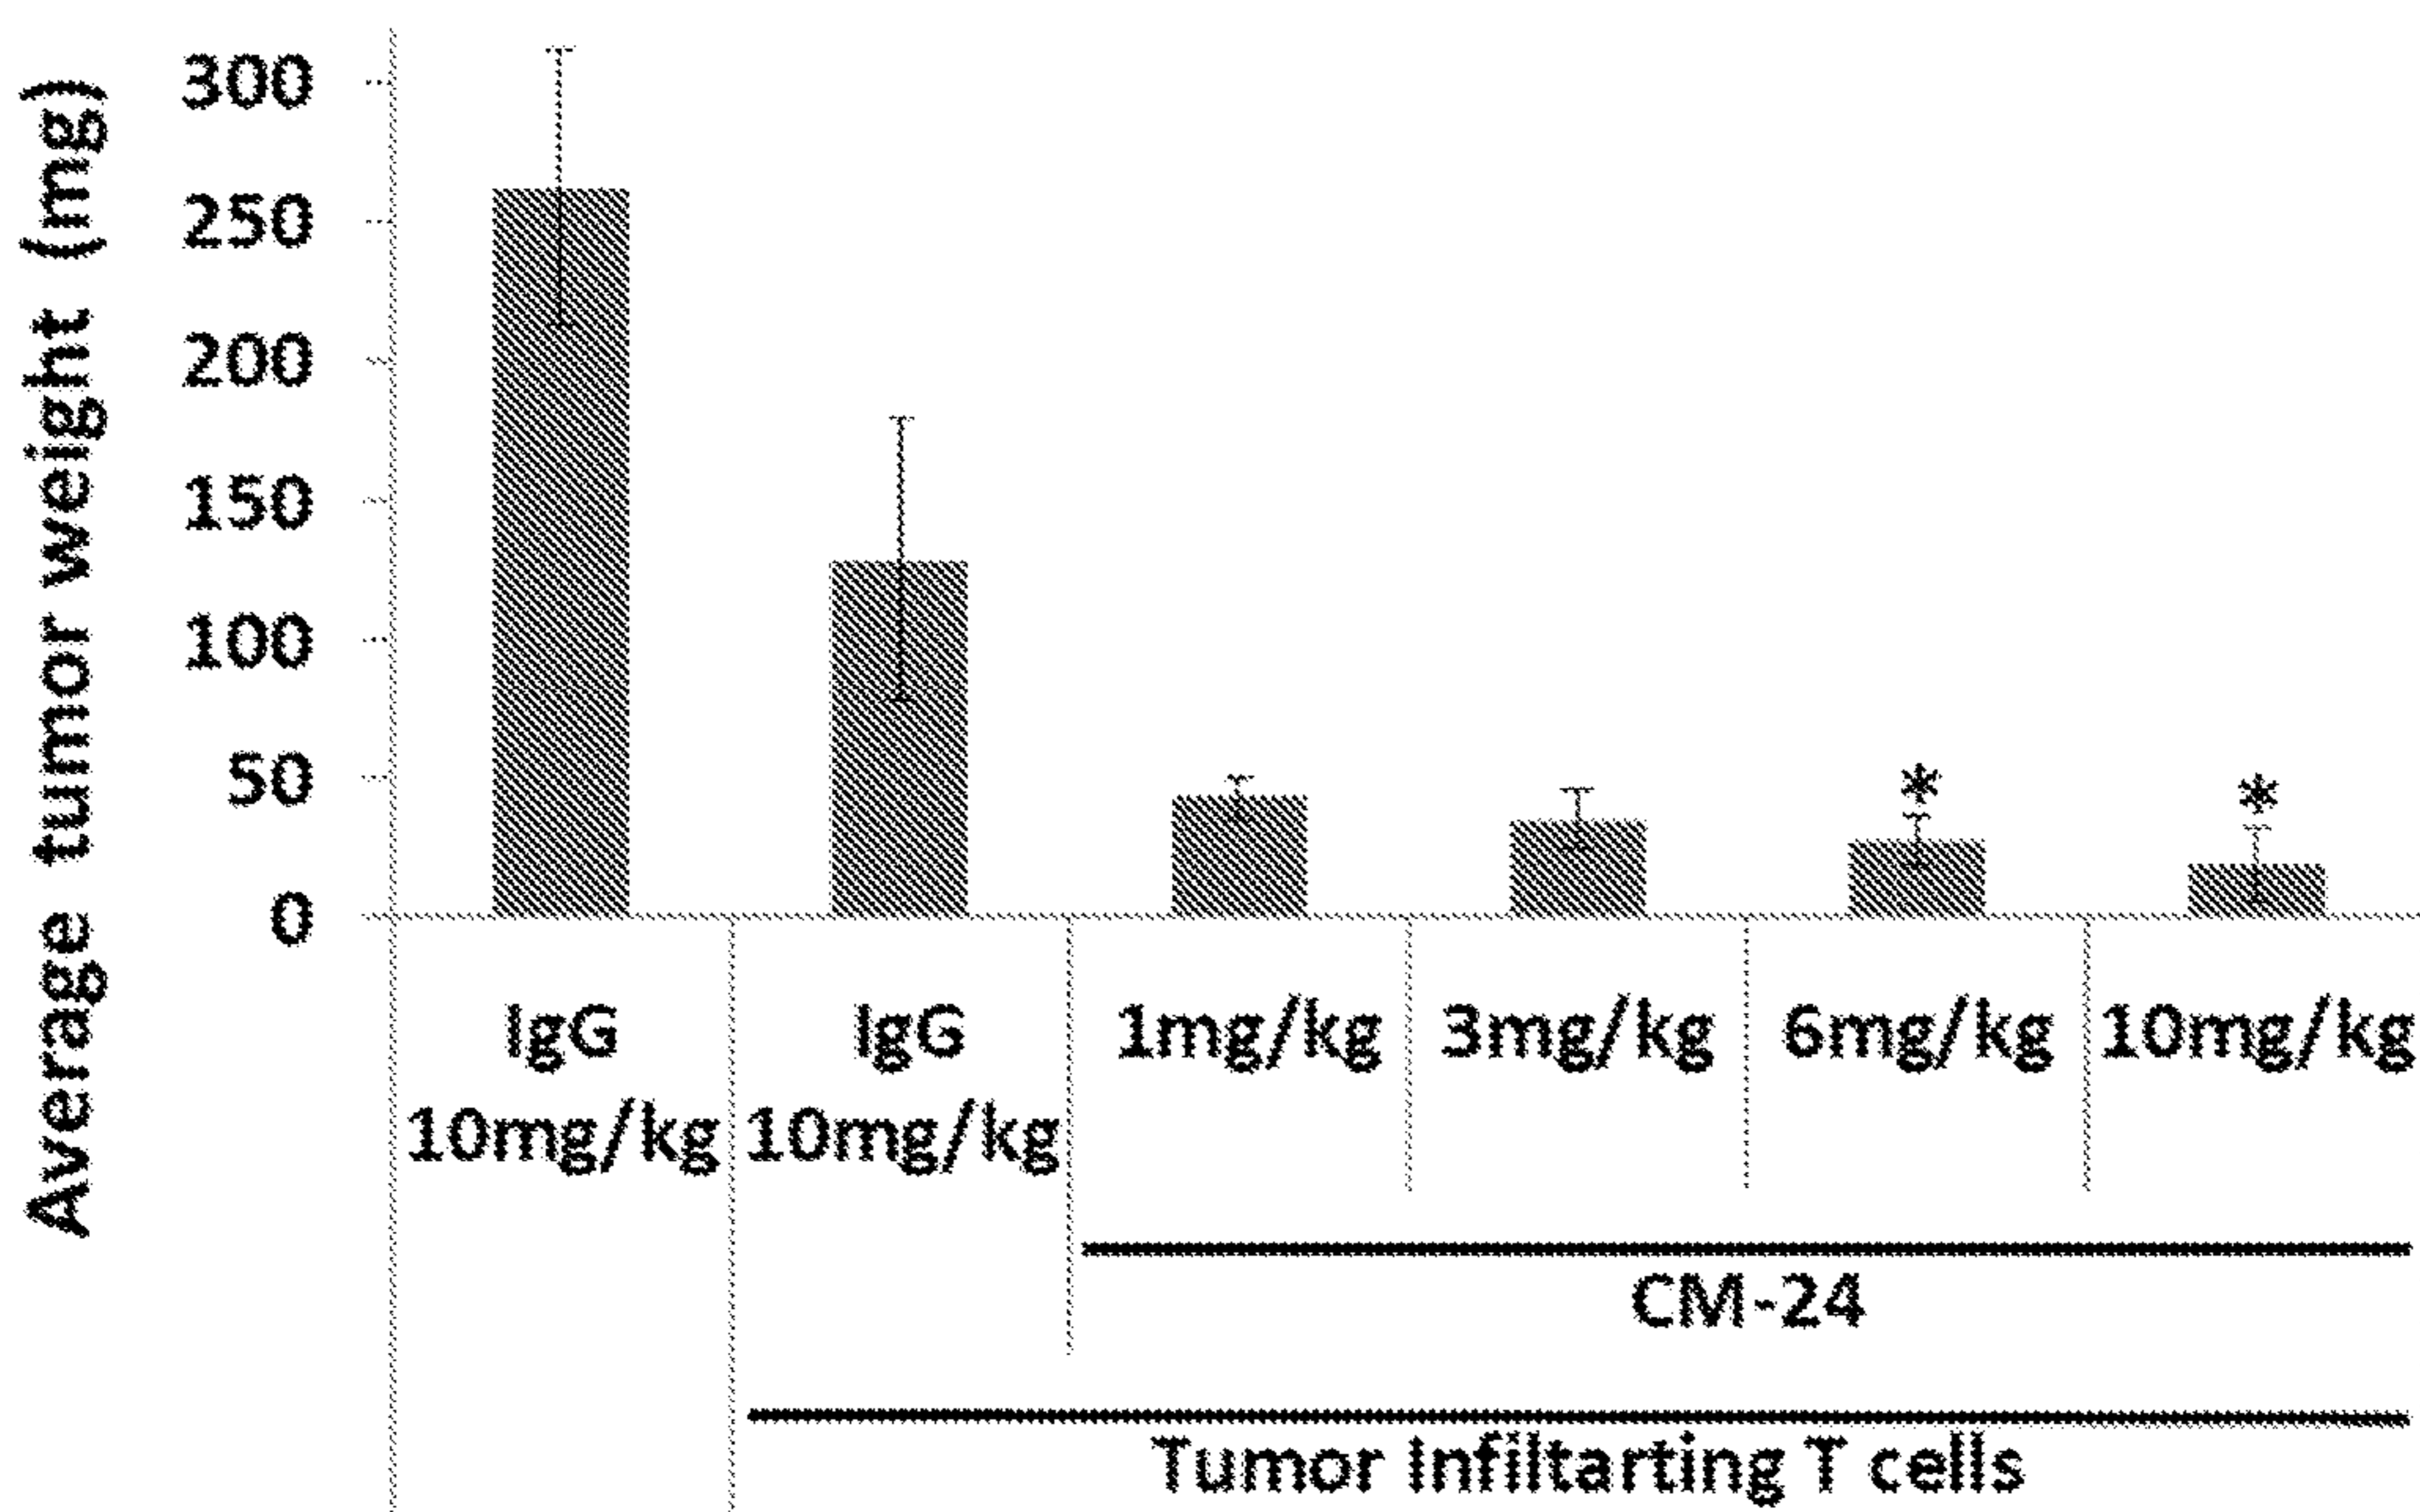 Average tumor weight (mg)
300
250
200
150
100
50
0
*
*
IgG
10mg/kg
IgG
10mg/kg
1mg/kg
3mg/kg
6mg/kg
10mg/kg
CM-24
Tumor Infiltarting T cells